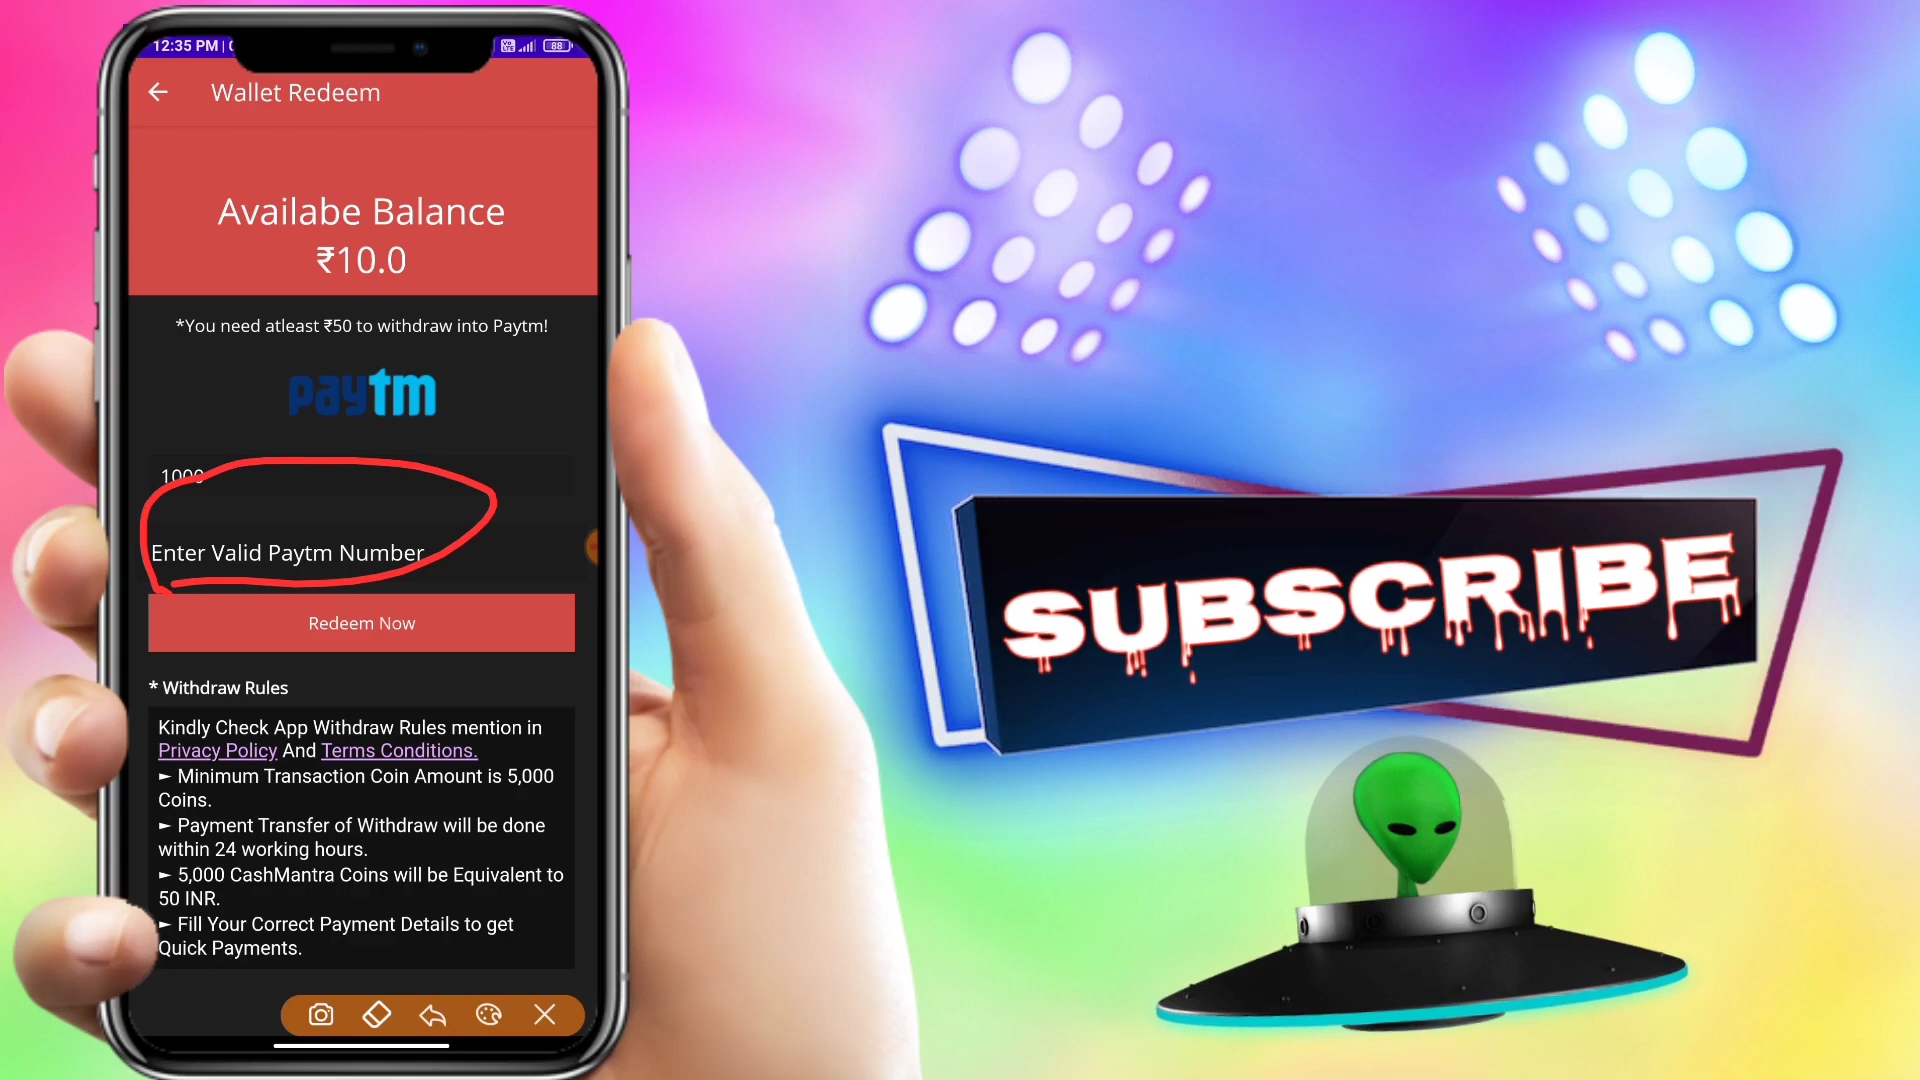 12:35 PM |
88
Wallet Redeem
Availabe Balance
₹10.0
*You need atleast ₹50 to withdraw into Paytm!
paytm
1000
Enter Valid Paytm Number
Redeem Now
* Withdraw Rules
Kindly Check App Withdraw Rules mention in
Privacy Policy And Terms Conditions.
► Minimum Transaction Coin Amount is 5,000
Coins.
► Payment Transfer of Withdraw will be done
within 24 working hours.
► 5,000 CashMantra Coins will be Equivalent to
50 INR.
► Fill Your Correct Payment Details to get
Quick Payments.
SUBSCRIBE